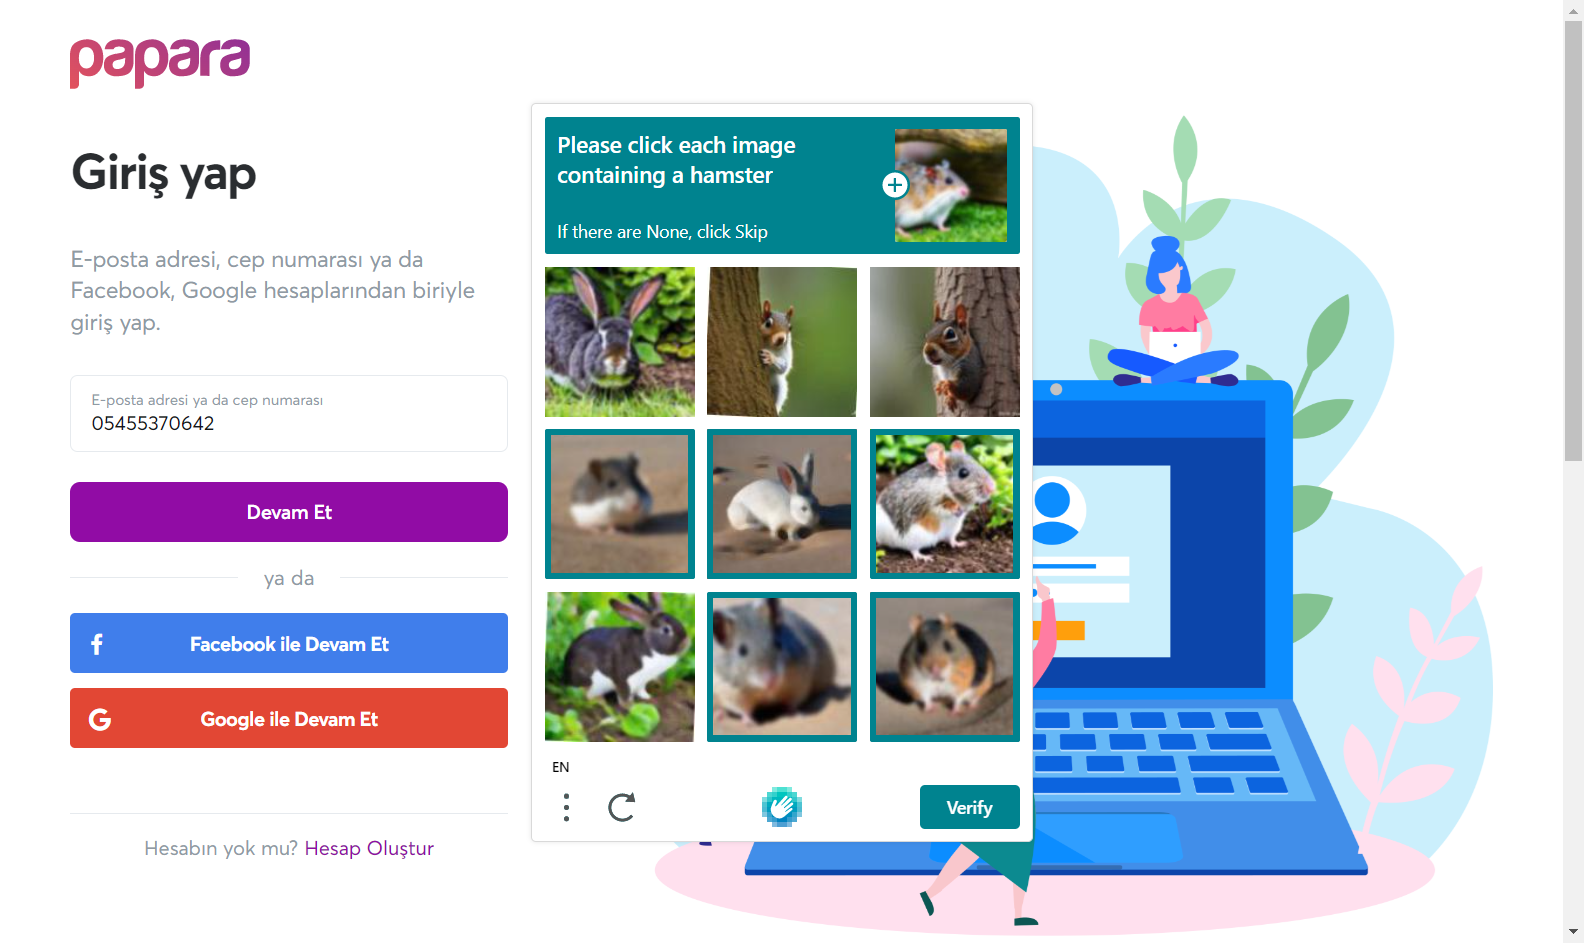 papara
Giriş yap
E-posta adresi, cep numarası ya da
Facebook, Google hesaplarından biriyle
giriş yap.
E-posta adresi ya da cep numarası
05455370642
Devam Et
ya da
f
Facebook ile Devam Et
G
Google ile Devam Et
Hesabın yok mu? Hesap Oluştur
Please click each image
containing a hamster
If there are None, click Skip
EN
Verify